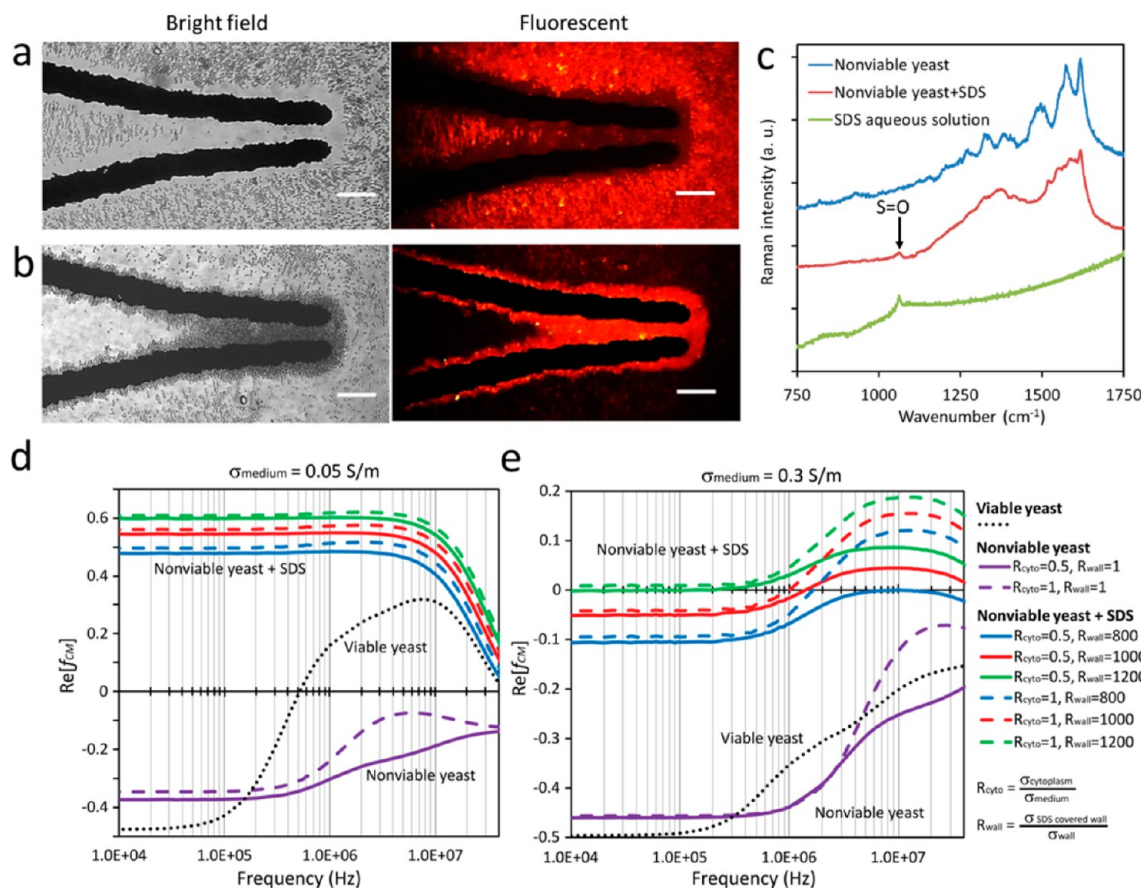 Bright field
Fluorescent
a
b
c
Nonviable yeast
Nonviable yeast+SDS
SDS aqueous solution
S=O
Raman intensity (a. u.)
750 1000 1250 1500 1750
Wavenumber (cm⁻¹)
d
σmedium = 0.05 S/m
Re[fCM]
0.6
0.4
0.2
0
-0.2
-0.4
Nonviable yeast + SDS
Viable yeast
Nonviable yeast
1.0E+04 1.0E+05 1.0E+06 1.0E+07
Frequency (Hz)
e
σmedium = 0.3 S/m
0.2
0.1
0
-0.1
-0.2
-0.3
-0.4
-0.5
Nonviable yeast + SDS
Viable yeast
Nonviable yeast
1.0E+04 1.0E+05 1.0E+06 1.0E+07
Frequency (Hz)
Viable yeast
Nonviable yeast
Rcyto=0.5, Rwall=1
Rcyto=1, Rwall=1
Nonviable yeast + SDS
Rcyto=0.5, Rwall=800
Rcyto=0.5, Rwall=1000
Rcyto=0.5, Rwall=1200
Rcyto=1, Rwall=800
Rcyto=1, Rwall=1000
Rcyto=1, Rwall=1200
Rcyto = σcytoplasm
σmedium
Rwall = σ SDS covered wall
σwall